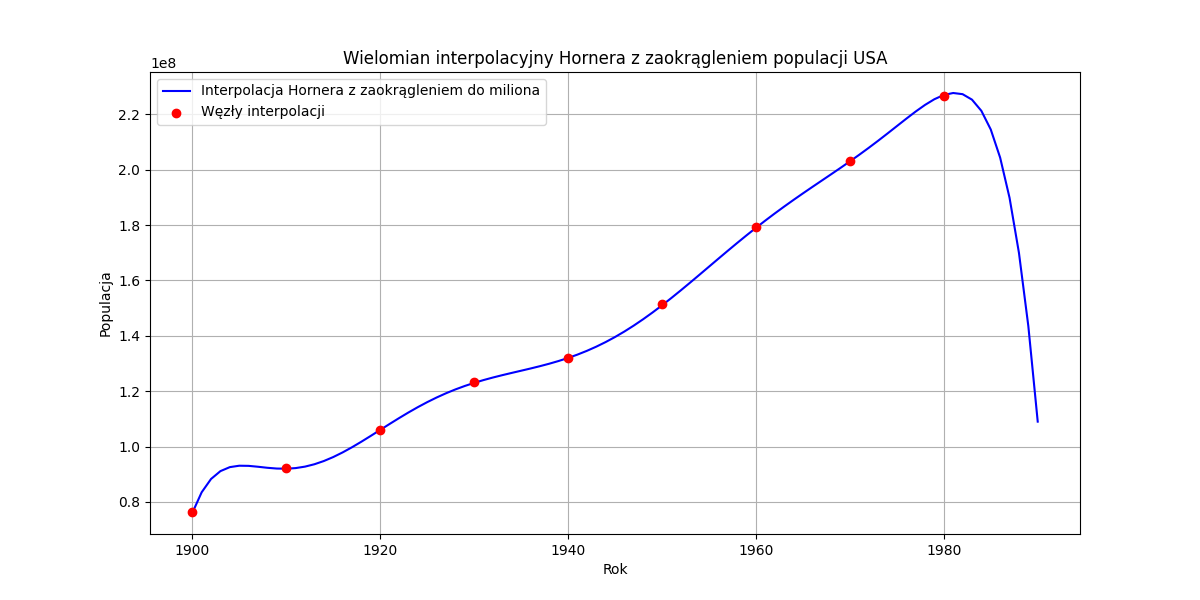 Wielomian interpolacyjny Hornera z zaokrągleniem populacji USA
1e8
Interpolacja Hornera z zaokrągleniem do miliona
Węzły interpolacji
2.2
2.0
1.8
1.6
1.4
1.2
1.0
0.8
Populacja
1900 1920 1940 1960 1980
Rok